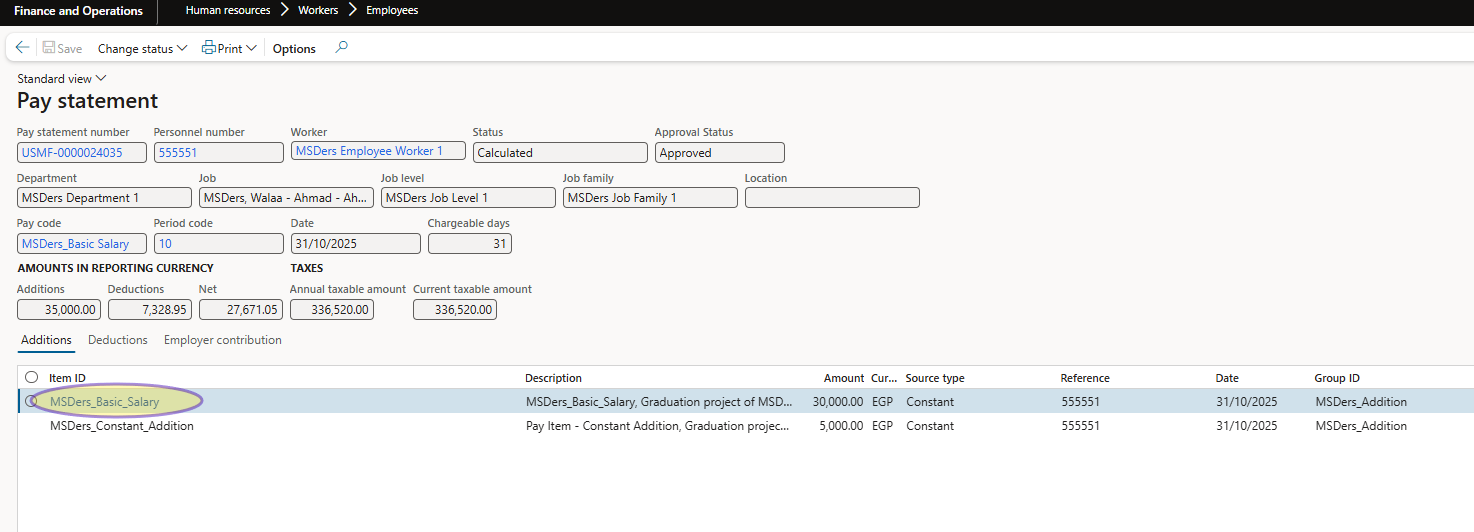 Finance and Operations Human resources Workers Employees
Save Change status Print Options
Standard view
Pay statement
Pay statement number Personnel number Worker Status Approval Status
USMF-0000024035 555551 MSDers Employee Worker 1 Calculated Approved
Department Job Job level Job family Location
MSDers Department 1 MSDers, Walaa - Ahmad - Ah... MSDers Job Level 1 MSDers Job Family 1
Pay code Period code Date Chargeable days
MSDers_Basic Salary 10 31/10/2025 31
AMOUNTS IN REPORTING CURRENCY TAXES
Additions Deductions Net Annual taxable amount Current taxable amount
35,000.00 7,328.95 27,671.05 336,520.00 336,520.00
Additions Deductions Employer contribution
Item ID Description Amount Cur... Source type Reference Date Group ID
MSDers_Basic_Salary MSDers_Basic_Salary, Graduation project of MSD... 30,000.00 EGP Constant 555551 31/10/2025 MSDers_Addition
MSDers_Constant_Addition Pay Item - Constant Addition, Graduation projec... 5,000.00 EGP Constant 555551 31/10/2025 MSDers_Addition